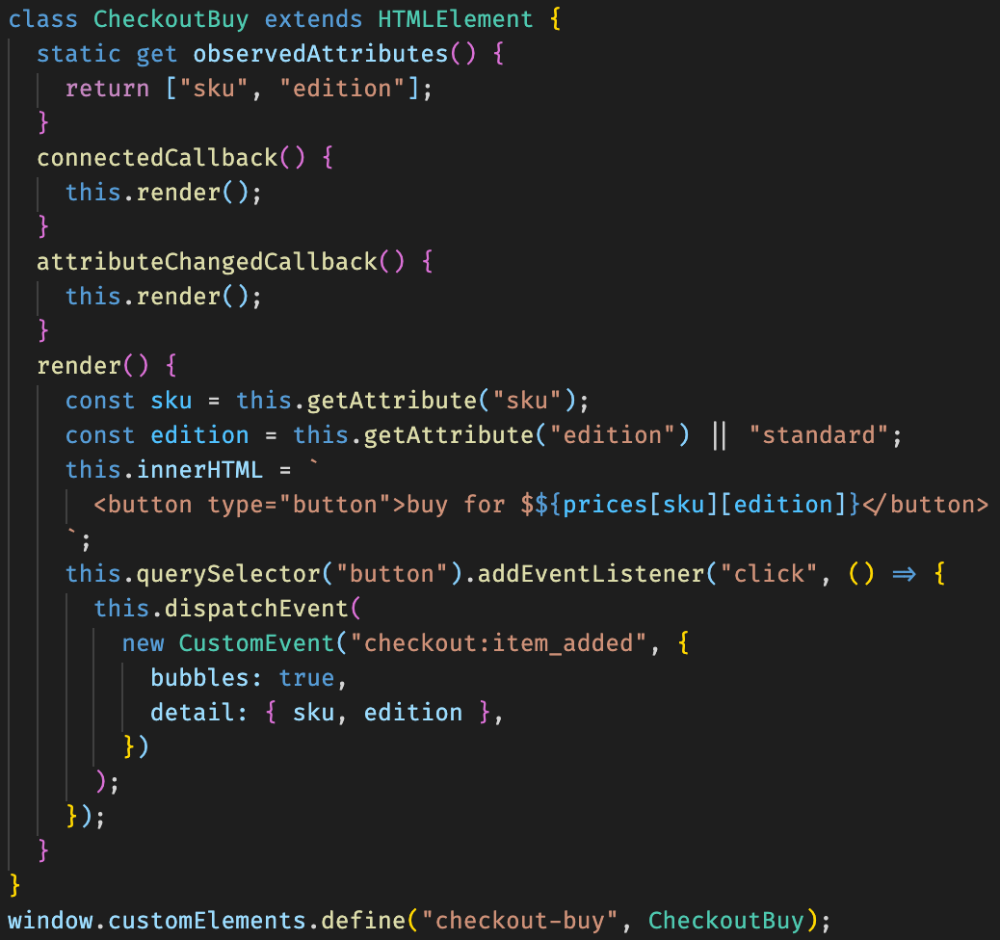 class CheckoutBuy extends HTMLElement {
  static get observedAttributes() {
    return ["sku", "edition"];
  }
  connectedCallback() {
    this.render();
  }
  attributeChangedCallback() {
    this.render();
  }
  render() {
    const sku = this.getAttribute("sku");
    const edition = this.getAttribute("edition") || "standard";
    this.innerHTML = `
      <button type="button">buy for $${prices[sku][edition]}</button>
    `;
    this.querySelector("button").addEventListener("click", () => {
      this.dispatchEvent(
        new CustomEvent("checkout:item_added", {
          bubbles: true,
          detail: { sku, edition },
        })
      );
    });
  }
}
window.customElements.define("checkout-buy", CheckoutBuy);